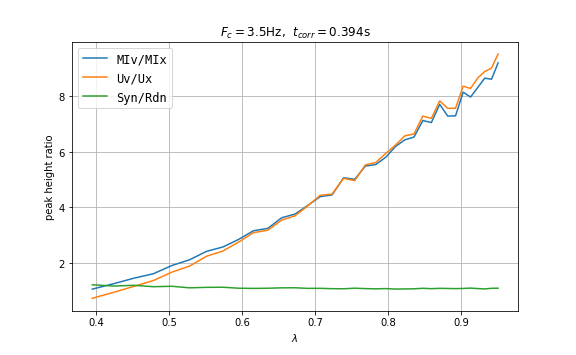 F_c = 3.5Hz, t_corr = 0.394s
MIv/MIx
Uv/Ux
Syn/Rdn
peak height ratio
8
6
4
2
0.4 0.5 0.6 0.7 0.8 0.9
λ